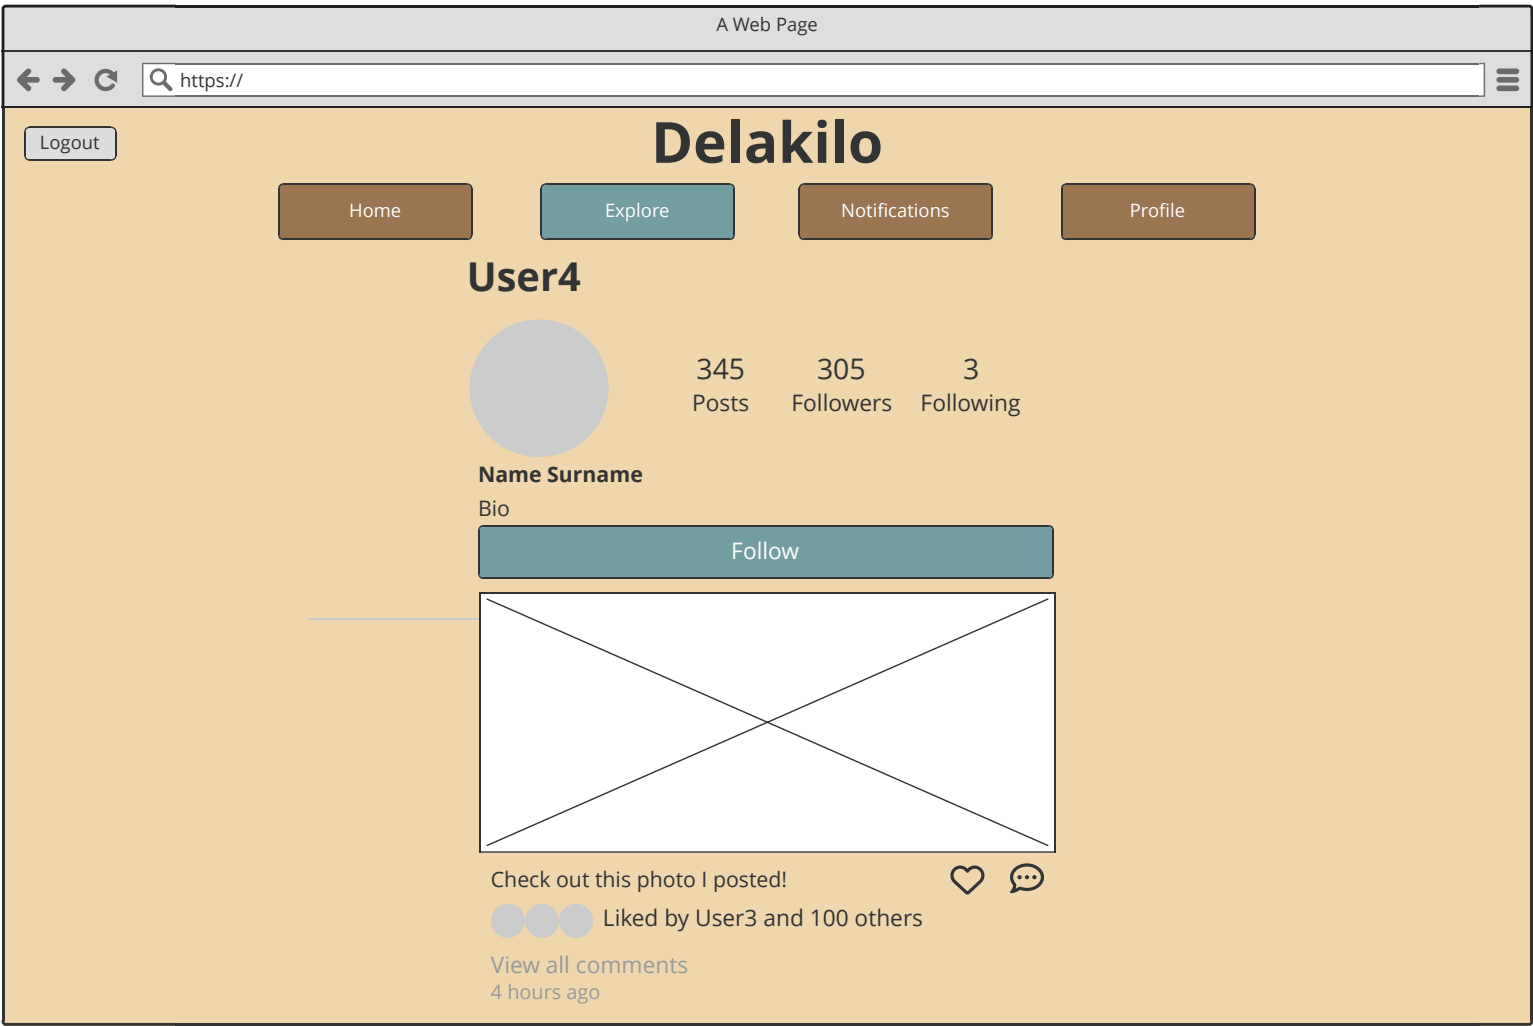 A Web Page
https://
Logout
Delakilo
Home
Explore
Notifications
Profile
User4
345
Posts
305
Followers
3
Following
Name Surname
Bio
Follow
Check out this photo I posted!
Liked by User3 and 100 others
View all comments
4 hours ago